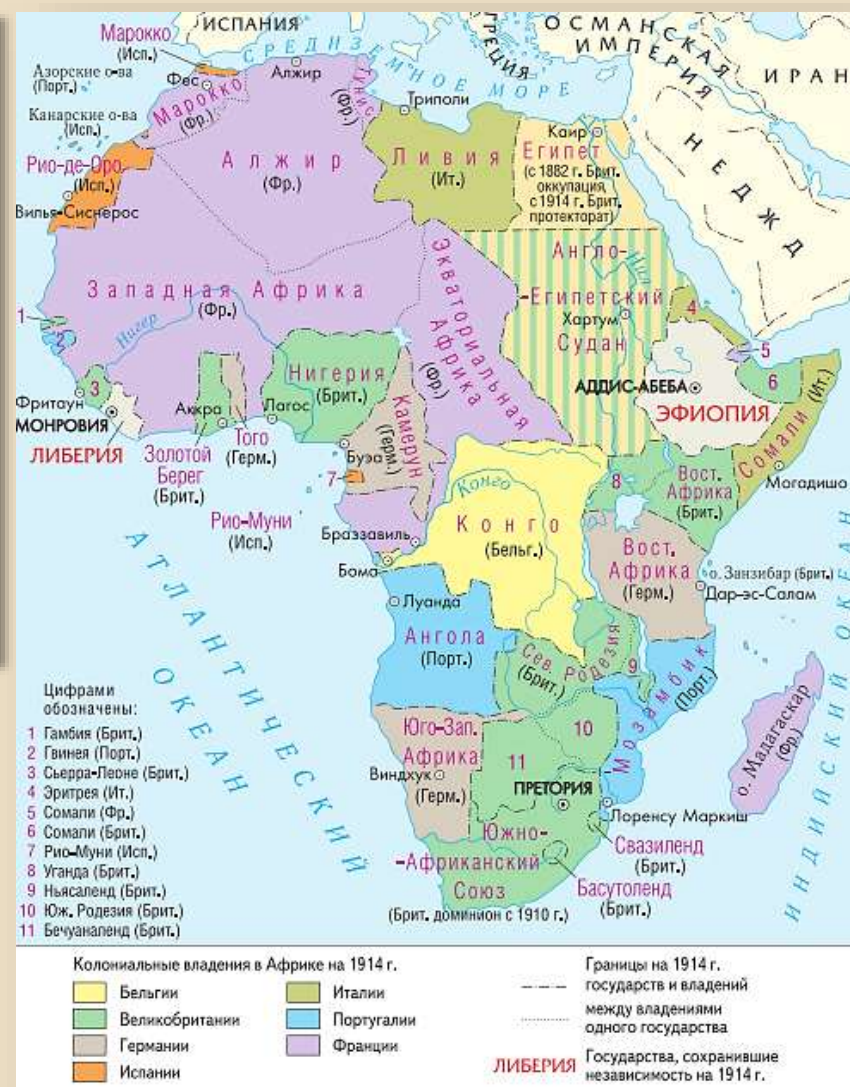 Марокко
(Исп.)
ИСПАНИЯ
СРЕДИЗЕМНОЕ МОРЕ
ГРЕЦИЯ
ОСМАНСКАЯ
ИМПЕРИЯ
ИРАН
Азорские о-ва
(Порт.)
Фес
Алжир
Тунис
(Фр.)
Марокко
(Фр.)
Триполи
Канарские о-ва
(Исп.)
Каир
НЕДЖД
Рио-де-Оро
(Исп.)
Алжир
(Фр.)
Ливия
(Ит.)
Египет
(с 1882 г. Брит.
оккупация,
с 1914 г. Брит.
протекторат)
Вилья-Сиснерос
Западная Африка
(Фр.)
Экваториальная
Африка
(Фр.)
Англо-
-Египетский
Судан
Нил
Хартум
1
2
3
4
5
6
Нигер
Нигерия
(Брит.)
АДДИС-АБЕБА
ЭФИОПИЯ
Фритаун
МОНРОВИЯ
ЛИБЕРИЯ
Аккра
Лагос
Золотой
Берег
(Брит.)
Того
(Герм.)
Камерун
(Герм.)
Буэа
7
Сомали (Ит.)
Могадишо
8
Вост.
Африка
(Брит.)
Рио-Муни
(Исп.)
Браззавиль
Бома
Конго
Конго
(Бельг.)
Вост.
Африка
(Герм.)
о. Занзибар (Брит.)
Дар-эс-Салам
АТЛАНТИЧЕСКИЙ
ОКЕАН
ИНДИЙСКИЙ ОКЕАН
Луанда
Ангола
(Порт.)
Сев. Родезия
(Брит.)
9
Мозамбик
(Порт.)
о. Мадагаскар
(Фр.)
Юго-Зап.
Африка
(Герм.)
Виндхук
10
11
ПРЕТОРИЯ
Лоренсу Маркиш
Южно-
-Африканский
Союз
(Брит. доминион с 1910 г.)
Свазиленд
(Брит.)
Басутоленд
(Брит.)
Цифрами
обозначены:
1 Гамбия (Брит.)
2 Гвинея (Порт.)
3 Сьерра-Леоне (Брит.)
4 Эритрея (Ит.)
5 Сомали (Фр.)
6 Сомали (Брит.)
7 Рио-Муни (Исп.)
8 Уганда (Брит.)
9 Ньясаленд (Брит.)
10 Юж. Родезия (Брит.)
11 Бечуаналенд (Брит.)
Колониальные владения в Африке на 1914 г.
Бельгии
Великобритании
Германии
Испании
Италии
Португалии
Франции
Границы на 1914 г.
государств и владений
между владениями
одного государства
ЛИБЕРИЯ Государства, сохранившие
независимость на 1914 г.